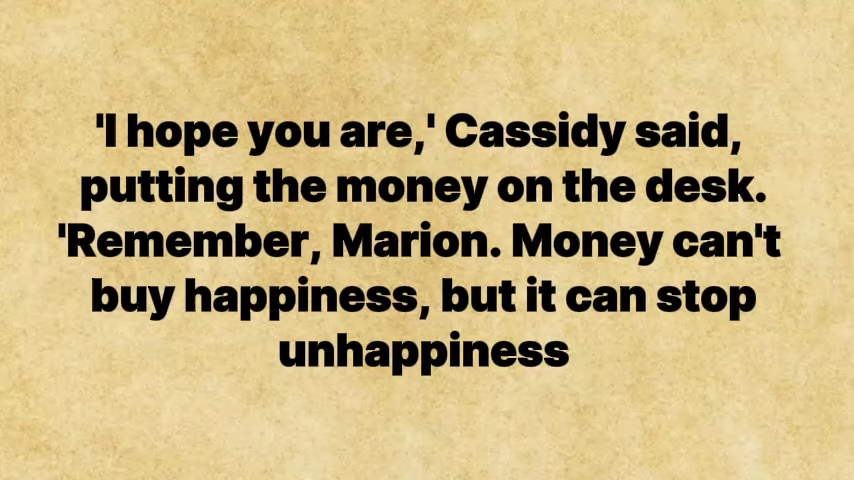 'I hope you are,' Cassidy said,
putting the money on the desk.
'Remember, Marion. Money can't
buy happiness, but it can stop
unhappiness